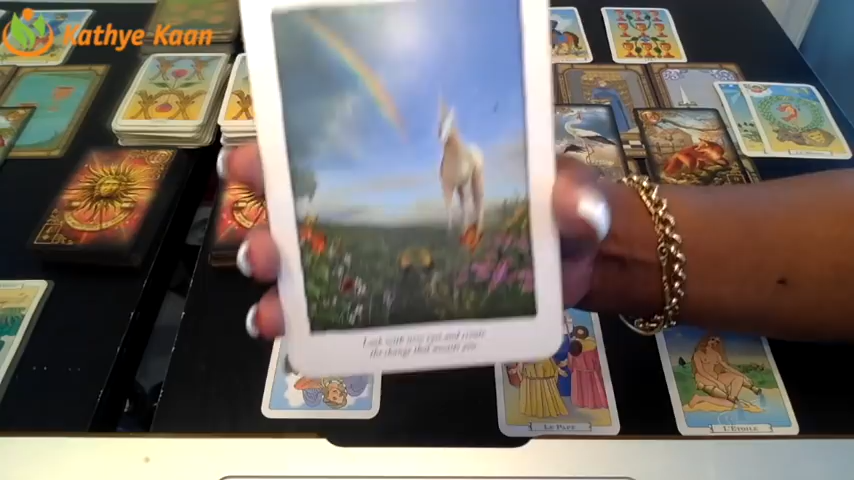 Kathye Kaan
Look with new eyes and create
the change that awaits you.
LE PAPE
L'ETOILE